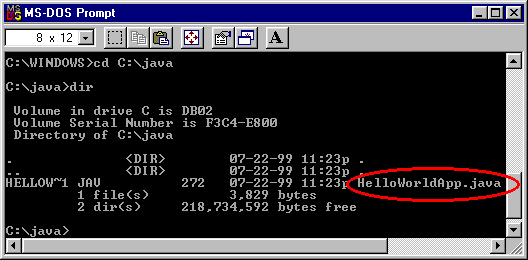 MS-DOS Prompt
8 x 12
A
C:\WINDOWS>cd C:\java
C:\java>dir
Volume in drive C is DB02
Volume Serial Number is F3C4-E800
Directory of C:\java
. <DIR> 07-22-99 11:23p .
.. <DIR> 07-22-99 11:23p ..
HELLOW~1 JAV 272 07-22-99 11:23p HelloWorldApp.java
1 file(s) 3,829 bytes
2 dir(s) 218,734,592 bytes free
C:\java>